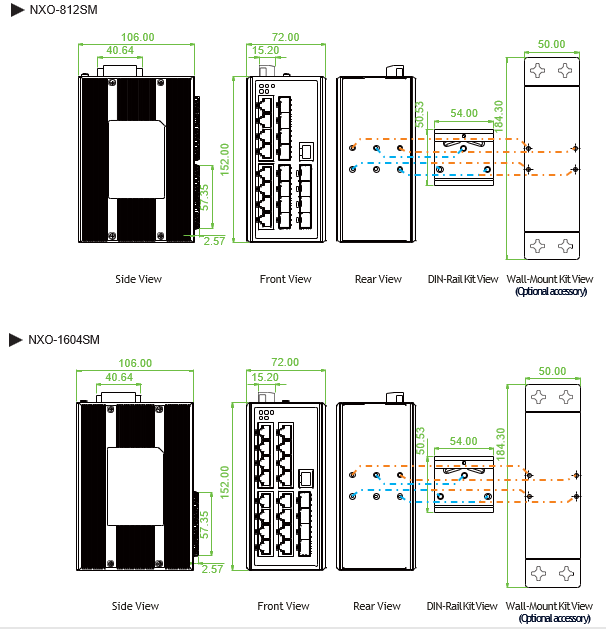 NXO-812SM
106.00
40.64
72.00
15.20
50.00
152.00
57.35
2.57
50.53
54.00
184.30
Side View
Front View
Rear View
DIN-Rail Kit View
Wall-Mount Kit View
(Optional accessory)
NXO-1604SM
106.00
40.64
72.00
15.20
50.00
152.00
57.35
2.57
50.53
54.00
184.30
Side View
Front View
Rear View
DIN-Rail Kit View
Wall-Mount Kit View
(Optional accessory)